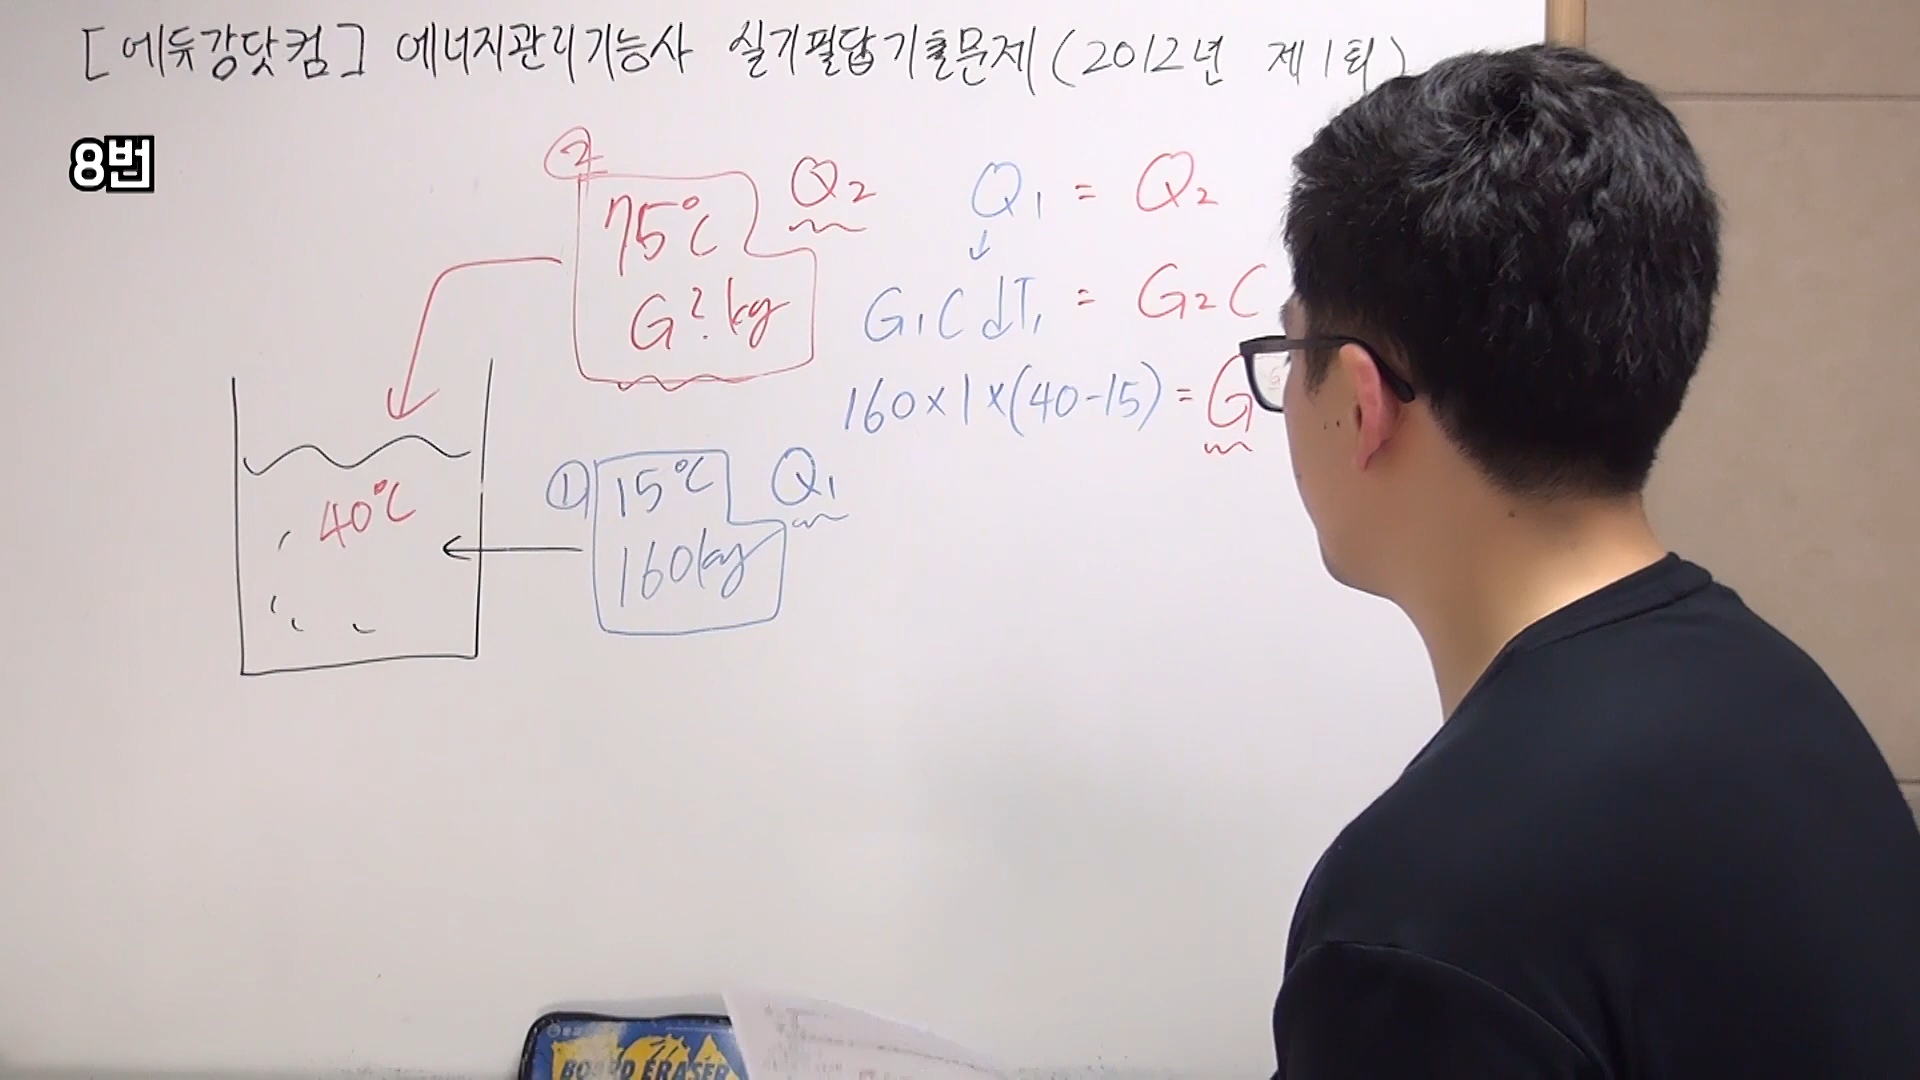 [에듀강닷컴] 에너지관리기능사 실기필답기출문제(2012년 제1회)
8번
② 75℃ Q₂
G? kg
① 15℃ Q₁
160kg
40℃
Q₁ = Q₂
↓
G₁CdT₁ = G₂C
160×1×(40-15) = G
BOARD ERASER